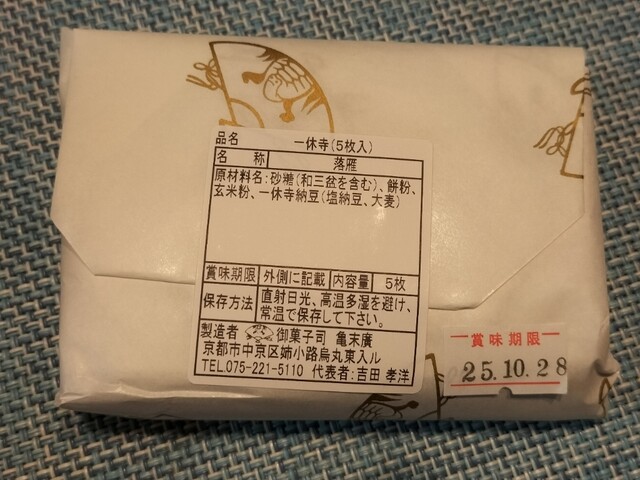 品名 一休寺(5枚入)
名 称 落雁
原材料名:砂糖(和三盆を含む)、餅粉、
玄米粉、一休寺納豆(塩納豆、大麦)
賞味期限 外側に記載 内容量 5枚
保存方法 直射日光、高温多湿を避け、
常温で保存して下さい。
製造者 御菓子司 亀末廣
京都市中京区姉小路烏丸東入ル
TEL.075-221-5110 代表者:吉田 孝洋
賞味期限
25.10.28